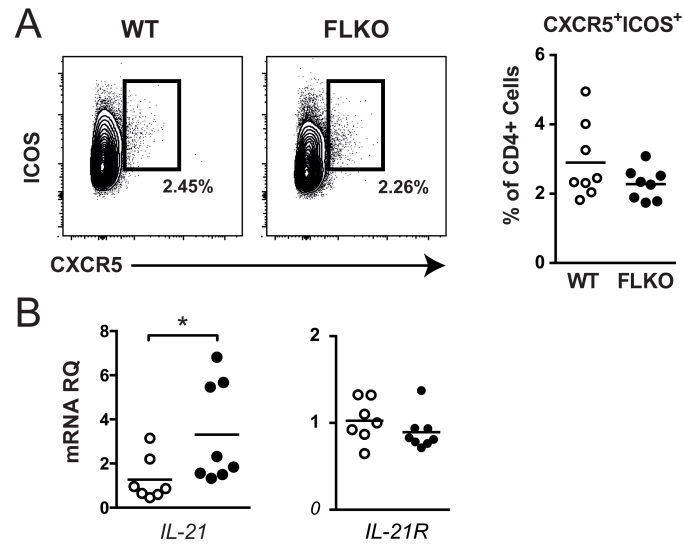 A
WT
FLKO
ICOS
2.45%
2.26%
CXCR5
CXCR5⁺ICOS⁺
% of CD4+ Cells
6
4
2
0
WT FLKO
B
mRNA RQ
8
6
4
2
0
*
IL-21
2
1
0
IL-21R